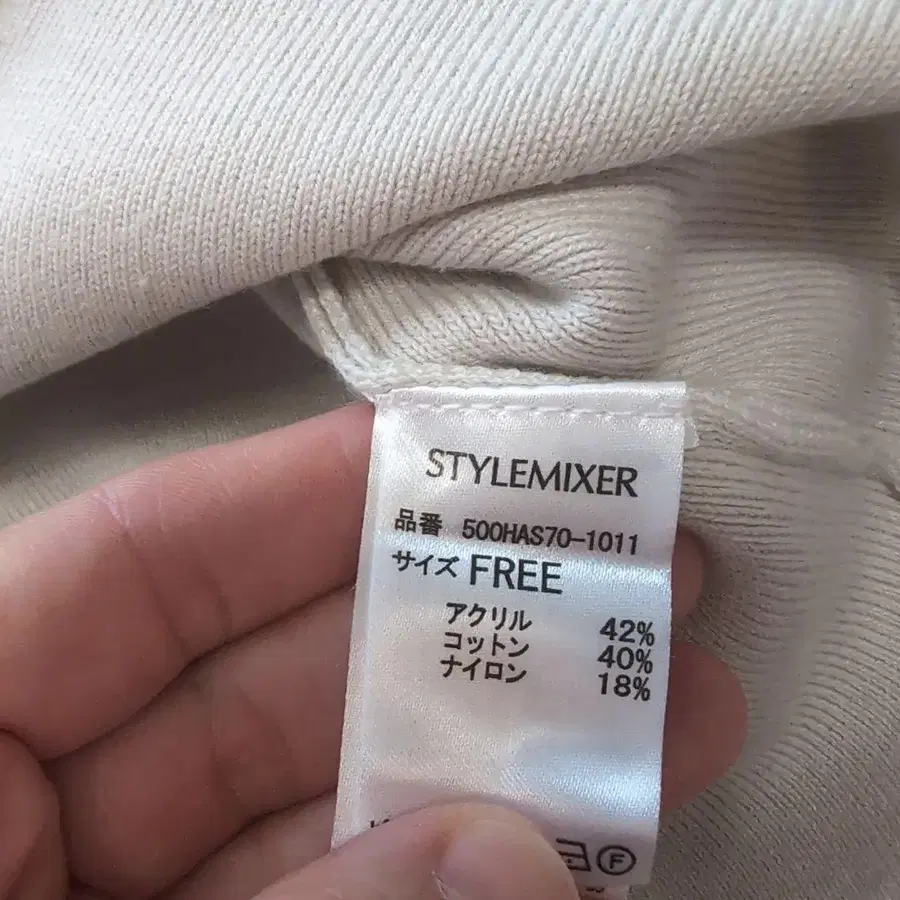 STYLEMIXER
品番 500HAS70-1011
サイズ FREE
アクリル 42%
コットン 40%
ナイロン 18%
F